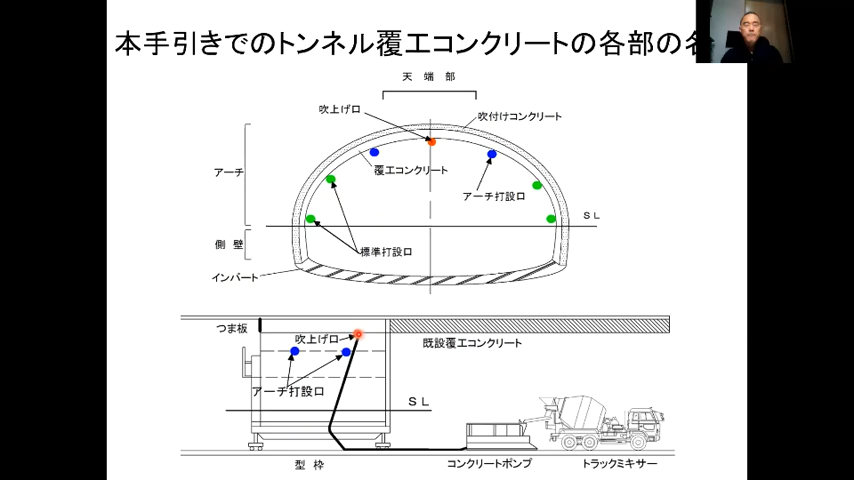 本手引きでのトンネル覆工コンクリートの各部の
天端部
吹上げ口
吹付けコンクリート
アーチ
覆工コンクリート
アーチ打設口
SL
側壁
標準打設口
インバート
つま板
吹上げ口
既設覆工コンクリート
アーチ打設口
SL
型枠
コンクリートポンプ
トラックミキサー